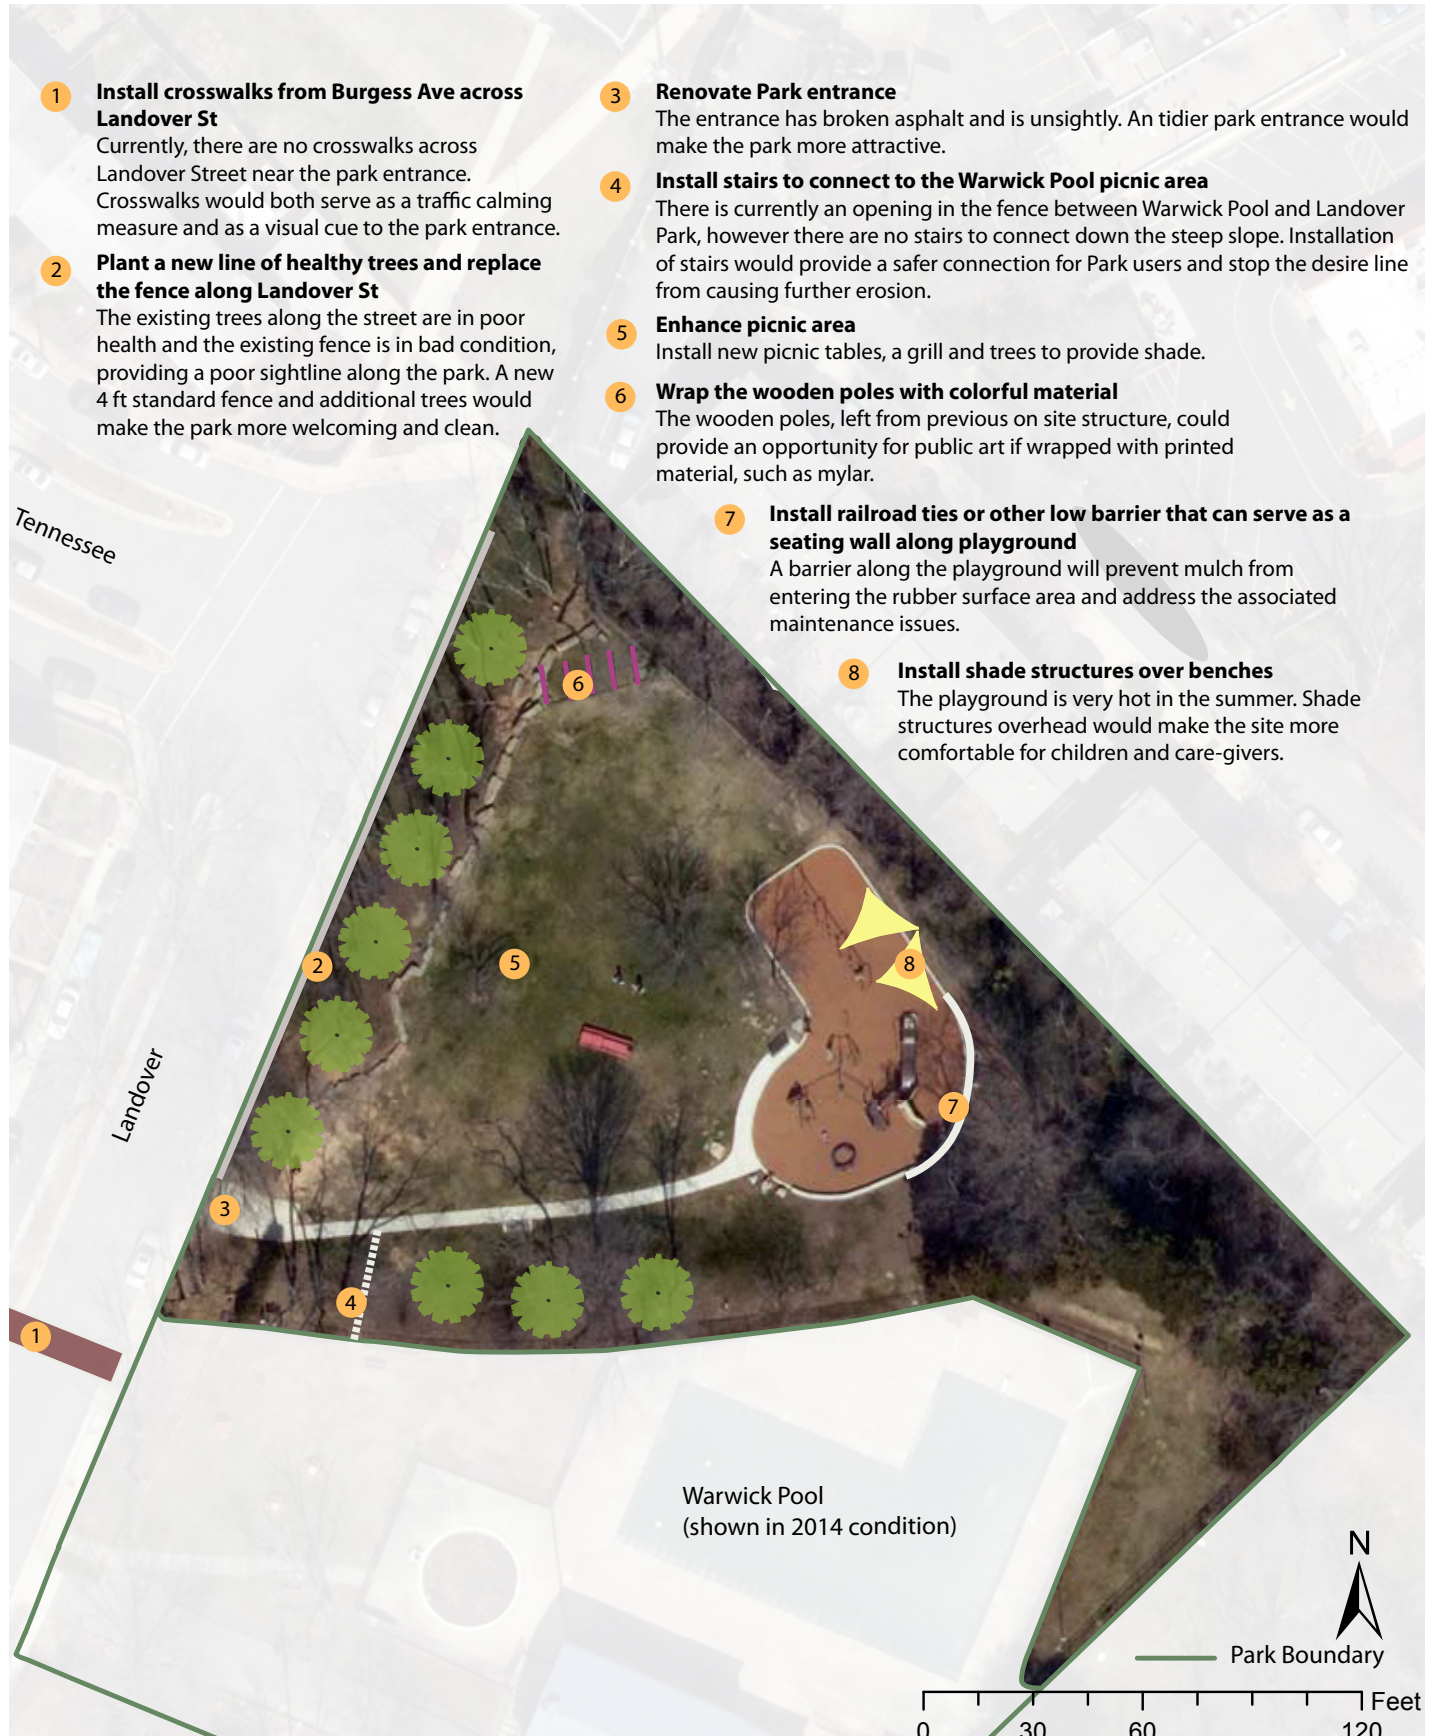 1
Install crosswalks from Burgess Ave across
Landover St
Currently, there are no crosswalks across
Landover Street near the park entrance.
Crosswalks would both serve as a traffic calming
measure and as a visual cue to the park entrance.
2
Plant a new line of healthy trees and replace
the fence along Landover St
The existing trees along the street are in poor
health and the existing fence is in bad condition,
providing a poor sightline along the park. A new
4 ft standard fence and additional trees would
make the park more welcoming and clean.
3
Renovate Park entrance
The entrance has broken asphalt and is unsightly. An tidier park entrance would
make the park more attractive.
4
Install stairs to connect to the Warwick Pool picnic area
There is currently an opening in the fence between Warwick Pool and Landover
Park, however there are no stairs to connect down the steep slope. Installation
of stairs would provide a safer connection for Park users and stop the desire line
from causing further erosion.
5
Enhance picnic area
Install new picnic tables, a grill and trees to provide shade.
6
Wrap the wooden poles with colorful material
The wooden poles, left from previous on site structure, could
provide an opportunity for public art if wrapped with printed
material, such as mylar.
7
Install railroad ties or other low barrier that can serve as a
seating wall along playground
A barrier along the playground will prevent mulch from
entering the rubber surface area and address the associated
maintenance issues.
8
Install shade structures over benches
The playground is very hot in the summer. Shade
structures overhead would make the site more
comfortable for children and care-givers.
Tennessee
6
2
5
8
Landover
7
3
4
1
Warwick Pool
(shown in 2014 condition)
N
Park Boundary
Feet
0 30 60 120